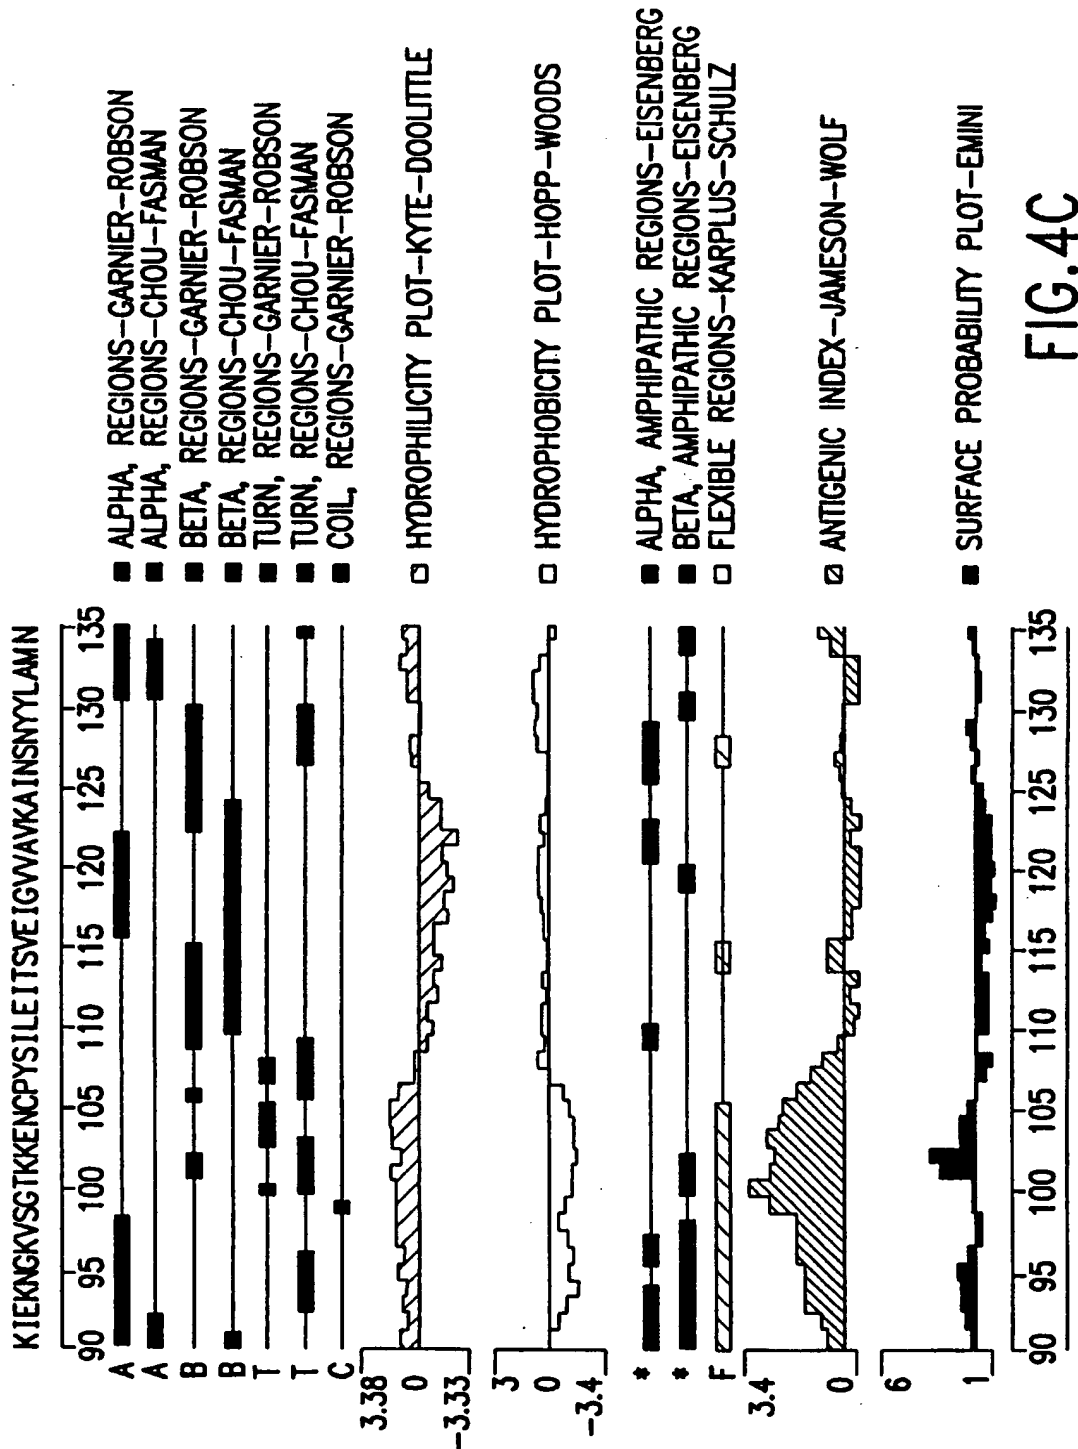 KIEKNGKVSGTKKENCPYSILEITSVEIGVVAVKAINSNYYLAMN
90 95 100 105 110 115 120 125 130 135
A ■ ALPHA, REGIONS-GARNIER-ROBSON
A ■ ALPHA, REGIONS-CHOU-FASMAN
B ■ BETA, REGIONS-GARNIER-ROBSON
B ■ BETA, REGIONS-CHOU-FASMAN
T ■ TURN, REGIONS-GARNIER-ROBSON
T ■ TURN, REGIONS-CHOU-FASMAN
C ■ COIL, REGIONS-GARNIER-ROBSON
3.38
0 HYDROPHILICITY PLOT-KYTE-DOOLITTLE
-3.33
3
0 HYDROPHOBICITY PLOT-HOPP-WOODS
-3.4
* ■ ALPHA, AMPHIPATHIC REGIONS-EISENBERG
* ■ BETA, AMPHIPATHIC REGIONS-EISENBERG
F □ FLEXIBLE REGIONS-KARPLUS-SCHULZ
3.4
0 ANTIGENIC INDEX-JAMESON-WOLF
6
1 ■ SURFACE PROBABILITY PLOT-EMINI
90 95 100 105 110 115 120 125 130 135
FIG.4C